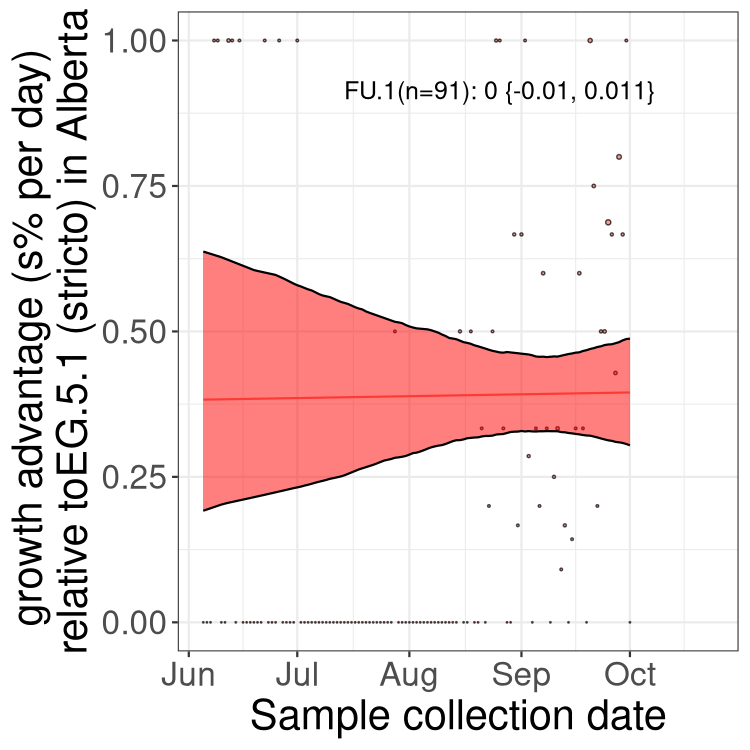 growth advantage (s% per day)
relative toEG.5.1 (stricto) in Alberta
1.00
0.75
0.50
0.25
0.00
FU.1(n=91): 0 {-0.01, 0.011}
Jun Jul Aug Sep Oct
Sample collection date